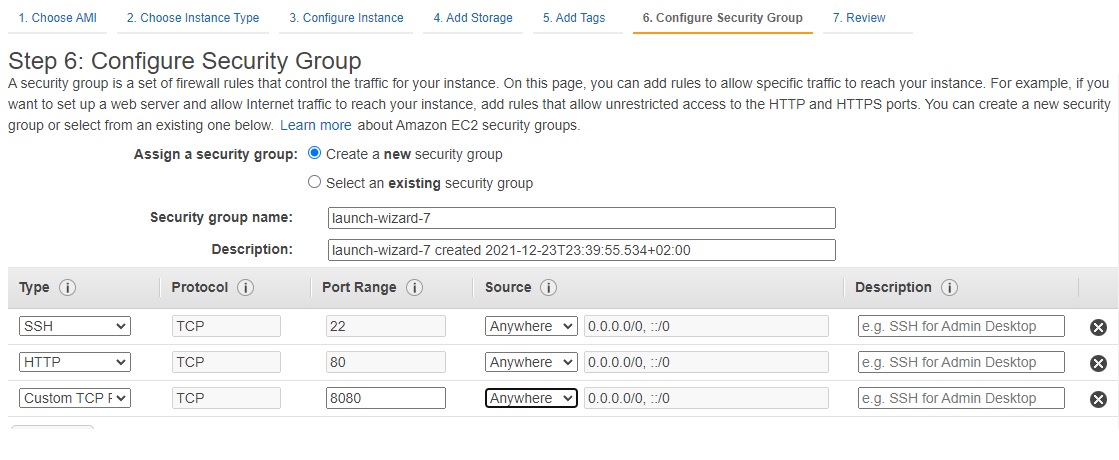 1. Choose AMI 2. Choose Instance Type 3. Configure Instance 4. Add Storage 5. Add Tags 6. Configure Security Group 7. Review
Step 6: Configure Security Group
A security group is a set of firewall rules that control the traffic for your instance. On this page, you can add rules to allow specific traffic to reach your instance. For example, if you
want to set up a web server and allow Internet traffic to reach your instance, add rules that allow unrestricted access to the HTTP and HTTPS ports. You can create a new security
group or select from an existing one below. Learn more about Amazon EC2 security groups.
Assign a security group: Create a new security group
Select an existing security group
Security group name: launch-wizard-7
Description: launch-wizard-7 created 2021-12-23T23:39:55.534+02:00
Type i Protocol i Port Range i Source i Description i
SSH TCP 22 Anywhere 0.0.0.0/0, ::/0 e.g. SSH for Admin Desktop
HTTP TCP 80 Anywhere 0.0.0.0/0, ::/0 e.g. SSH for Admin Desktop
Custom TCP F TCP 8080 Anywhere 0.0.0.0/0, ::/0 e.g. SSH for Admin Desktop